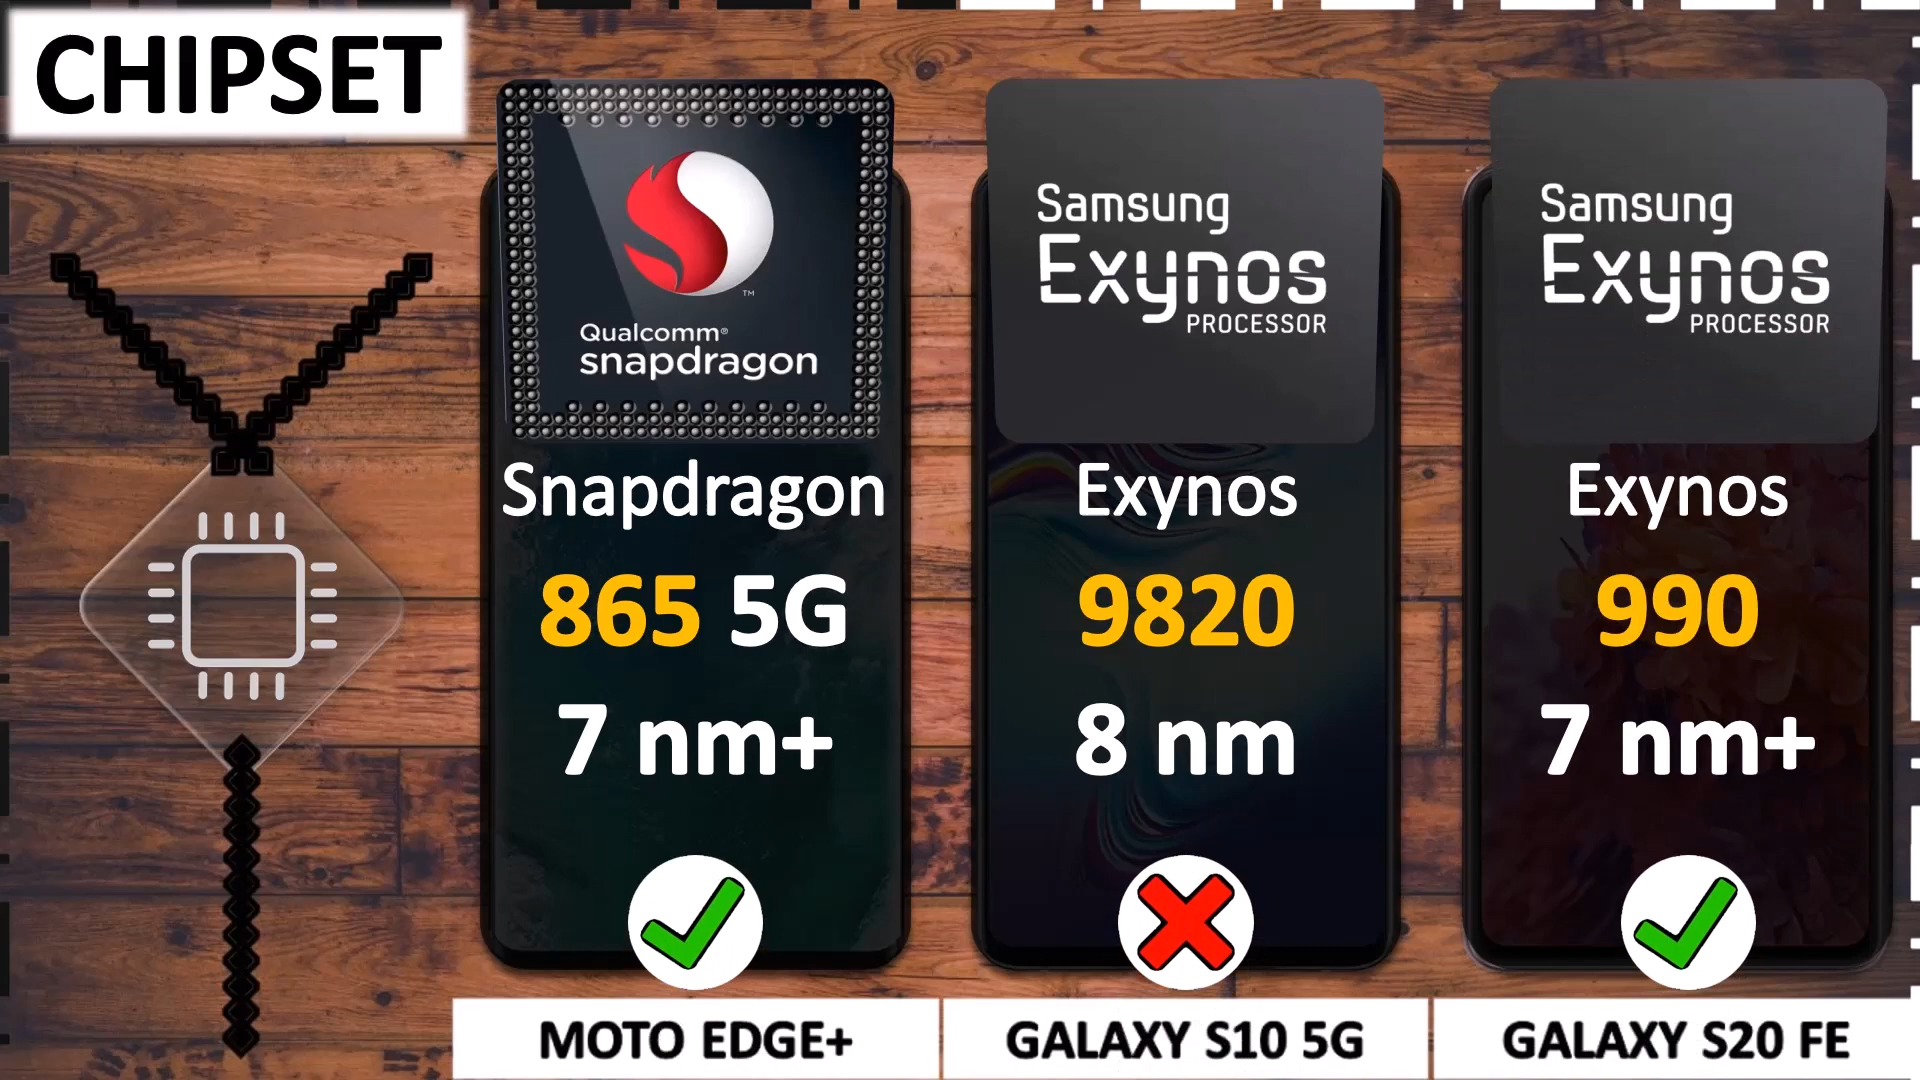 CHIPSET
Qualcomm®
snapdragon
TM
Snapdragon
865 5G
7 nm+
MOTO EDGE+
Samsung
Exynos
PROCESSOR
Exynos
9820
8 nm
GALAXY S10 5G
Samsung
Exynos
PROCESSOR
Exynos
990
7 nm+
GALAXY S20 FE